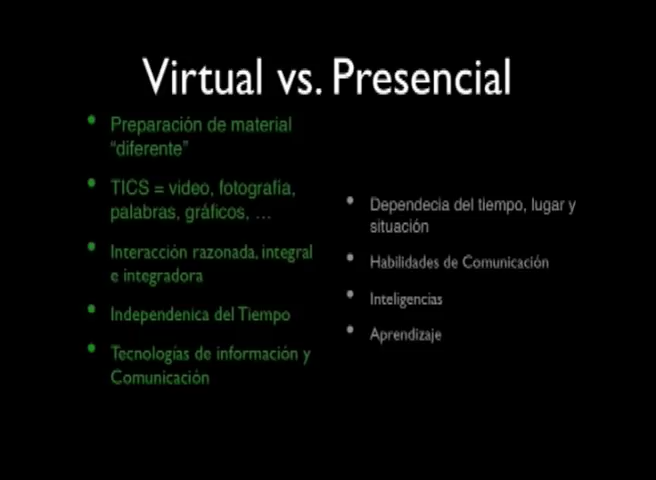 Virtual vs. Presencial
• Preparación de material
"diferente"
• TICS = video, fotografía,
palabras, gráficos, ...
• Interacción razonada, integral
e integradora
• Independenica del Tiempo
• Tecnologías de información y
Comunicación
• Dependecia del tiempo, lugar y
situación
• Habilidades de Comunicación
• Inteligencias
• Aprendizaje